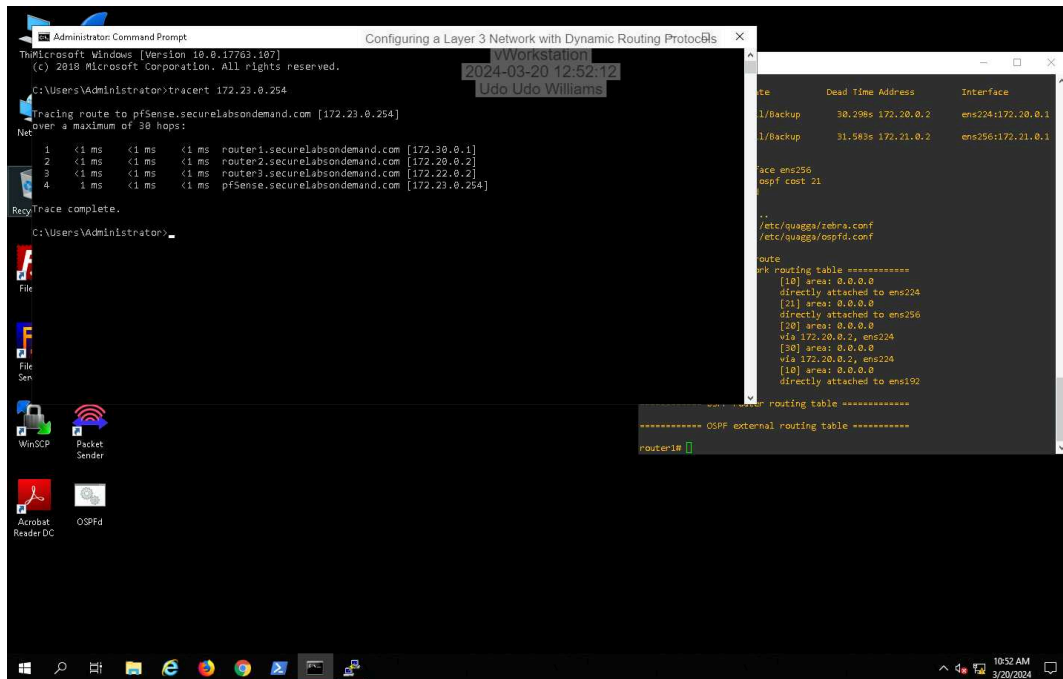 Administrator: Command Prompt
Configuring a Layer 3 Network with Dynamic Routing Protocols
vWorkstation
2024-03-20 12:52:12
Udo Udo Williams
Microsoft Windows [Version 10.0.17763.107]
(c) 2018 Microsoft Corporation. All rights reserved.
C:\Users\Administrator>tracert 172.23.0.254
Tracing route to pfSense.securelabsondemand.com [172.23.0.254]
over a maximum of 30 hops:
1 <1 ms <1 ms <1 ms router1.securelabsondemand.com [172.30.0.1]
2 <1 ms <1 ms <1 ms router2.securelabsondemand.com [172.20.0.2]
3 <1 ms <1 ms <1 ms router3.securelabsondemand.com [172.22.0.2]
4 1 ms <1 ms <1 ms pfSense.securelabsondemand.com [172.23.0.254]
Trace complete.
C:\Users\Administrator>
Dead Time Address Interface
l/Backup 30.298s 172.20.0.2 ens224:172.20.0.1
l/Backup 31.503s 172.21.0.2 ens256:172.21.0.1
face ens256
ospf cost 21
..
/etc/quagga/zebra.conf
/etc/quagga/ospfd.conf
route
ork routing table ============
[10] area: 0.0.0.0
directly attached to ens224
[21] area: 0.0.0.0
directly attached to ens256
[20] area: 0.0.0.0
via 172.20.0.2, ens224
[30] area: 0.0.0.0
via 172.20.0.2, ens224
[10] area: 0.0.0.0
directly attached to ens192
routing table =============
============ OSPF external routing table ===========
router1#
Thi
Net
Recy
File
File
Ser
WinSCP
Packet
Sender
Acrobat
Reader DC
OSPFd
10:52 AM
3/20/2024